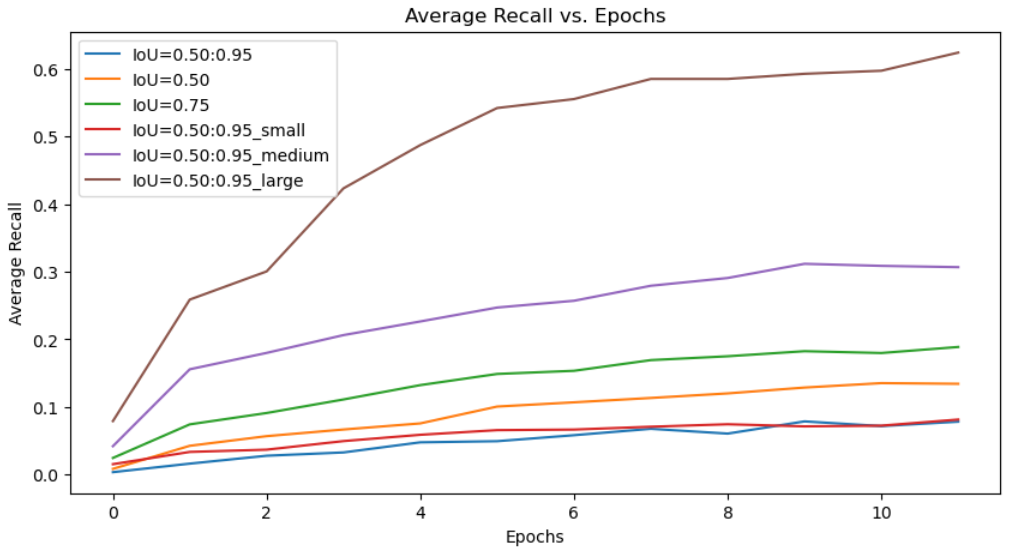 Average Recall vs. Epochs
IoU=0.50:0.95
IoU=0.50
IoU=0.75
IoU=0.50:0.95_small
IoU=0.50:0.95_medium
IoU=0.50:0.95_large
Average Recall
0.6
0.5
0.4
0.3
0.2
0.1
0.0
0 2 4 6 8 10
Epochs